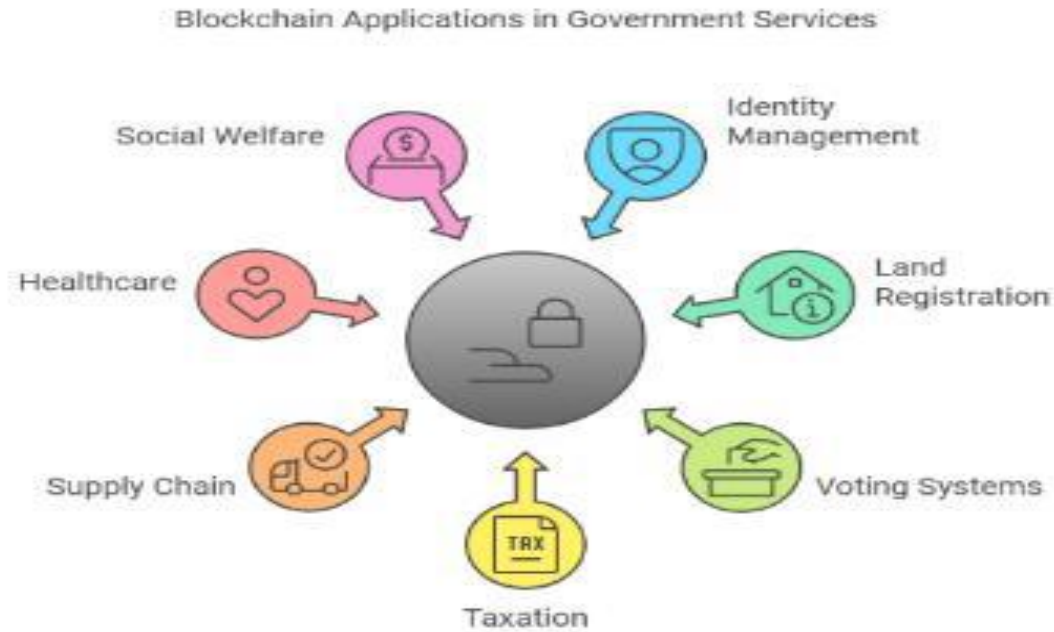 Blockchain Applications in Government Services
Social Welfare
Identity
Management
Healthcare
Land
Registration
Supply Chain
Voting Systems
TAX
Taxation